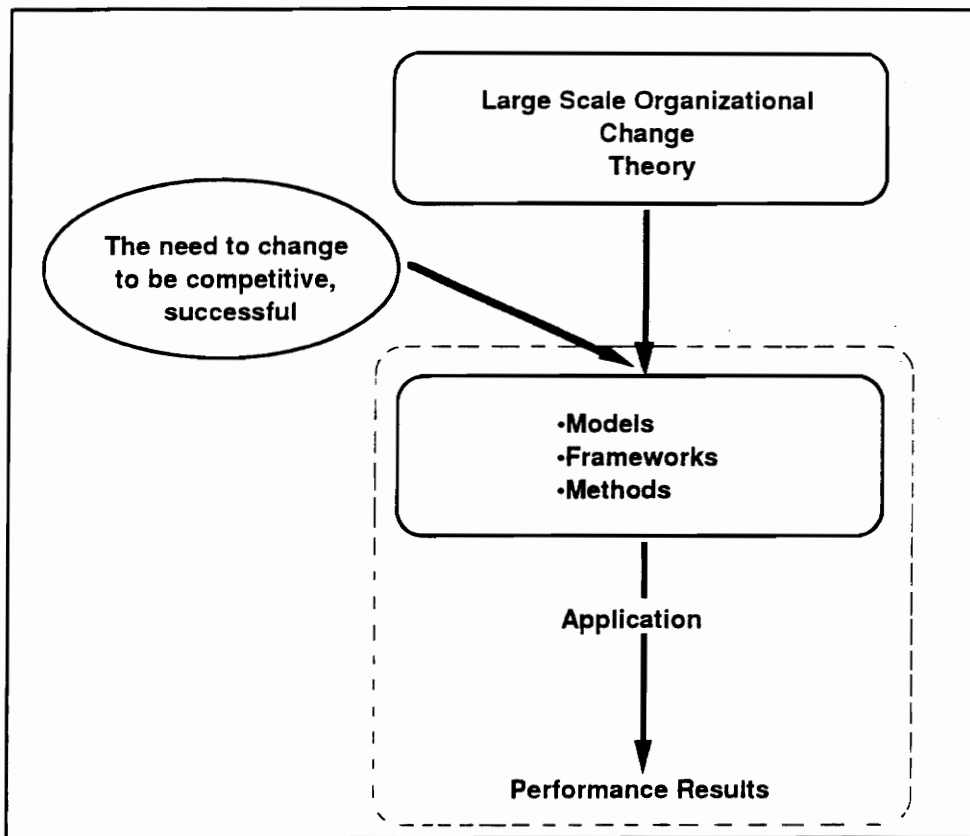 Large Scale Organizational
Change
Theory
The need to change
to be competitive,
successful
•Models
•Frameworks
•Methods
Application
Performance Results